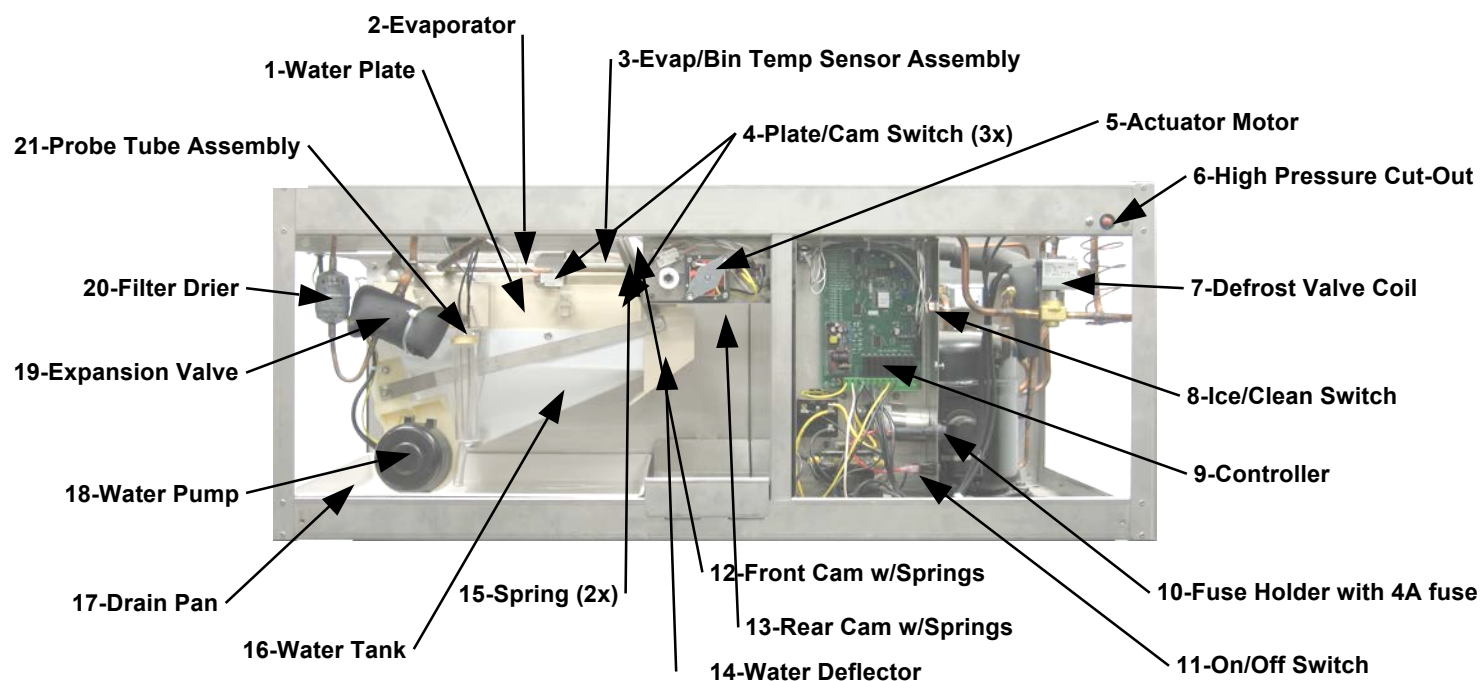 2-Evaporator
1-Water Plate
3-Evap/Bin Temp Sensor Assembly
21-Probe Tube Assembly
4-Plate/Cam Switch (3x)
5-Actuator Motor
6-High Pressure Cut-Out
20-Filter Drier
7-Defrost Valve Coil
19-Expansion Valve
8-Ice/Clean Switch
9-Controller
18-Water Pump
17-Drain Pan
15-Spring (2x)
12-Front Cam w/Springs
10-Fuse Holder with 4A fuse
16-Water Tank
13-Rear Cam w/Springs
14-Water Deflector
11-On/Off Switch